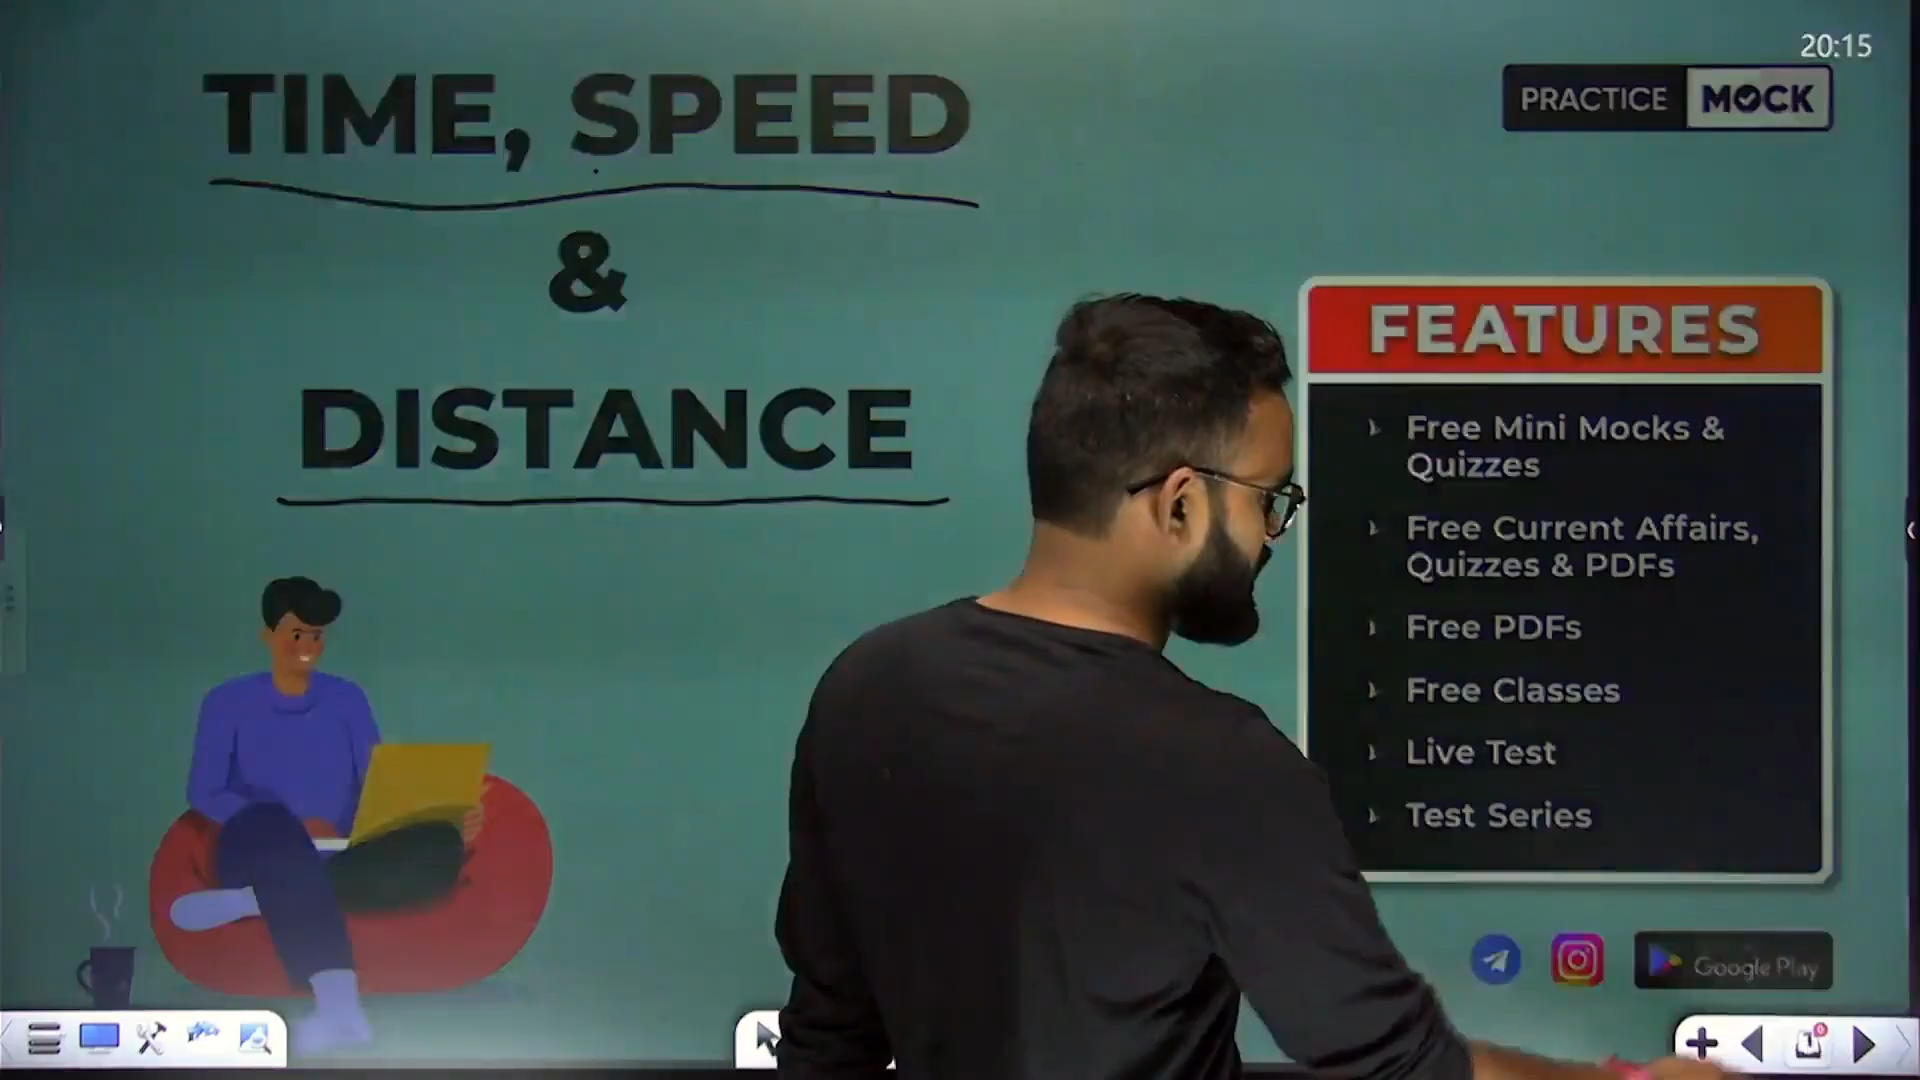 20:15
PRACTICE MOCK
TIME, SPEED
&
DISTANCE
FEATURES
Free Mini Mocks &
Quizzes
Free Current Affairs,
Quizzes & PDFs
Free PDFs
Free Classes
Live Test
Test Series
Google Play